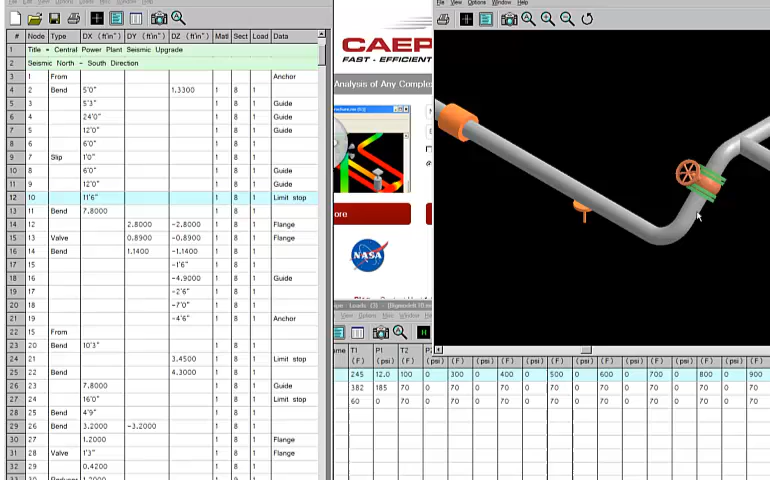 # Node Type DX (ft'in") DY (ft'in") DZ (ft'in") Matl Sect Load Data
1 Title - Central Power Plant Seismic Upgrade
2 Seismic North - South Direction
3 1 From Anchor
4 2 Bend 5'0" 1.3300 1 8 1
5 3 5'3" 1 8 1 Guide
6 4 24'0" 1 8 1 Guide
7 5 12'0" 1 8 1 Guide
8 6 6'0" 1 8 1
9 7 Slip 1'0" 1 8 1
10 8 6'0" 1 8 1 Guide
11 9 12'0" 1 8 1 Guide
12 10 11'6" 1 8 1 Limit stop
13 11 Bend 7.8000 1 8 1
14 12 2.8000 -2.8000 1 8 1 Flange
15 13 Valve 0.8900 -0.8900 1 8 1 Flange
16 14 Bend 1.1400 -1.1400 1 8 1
17 15 -1'6" 1 8 1
18 16 -4.9000 1 8 1 Guide
19 17 -2'6" 1 8 1
20 18 -7'0" 1 8 1
21 19 -4'6" 1 8 1 Anchor
22 15 From
23 20 Bend 10'3" 1 8 1
24 21 3.4500 1 8 1 Limit stop
25 22 Bend 4.3000 1 8 1
26 23 7.8000 1 8 1 Guide
27 24 16'0" 1 8 1 Limit stop
28 25 Bend 4'9" 1 8 1
29 26 Bend 3.2000 -3.2000 1 8 1
30 27 1.2000 1 8 1 Flange
31 28 Valve 1'3" 1 8 1 Flange
32 29 0.4200 1 8 1
CAEP
FAST - EFFICIENT
Analysis of Any Complex
ore
NASA
File View Options Window Help
T1 P1 T2
(F) (psi) (F) (psi) (F) (psi) (F) (psi) (F) (psi) (F) (psi) (F) (psi) (F) (psi) (F)
245 12.0 100 0 300 0 400 0 500 0 600 0 700 0 800 0 900
382 185 70 0 70 0 70 0 70 0 70 0 70 0 70 0 70
60 0 70 0 70 0 70 0 70 0 70 0 70 0 70 0 70